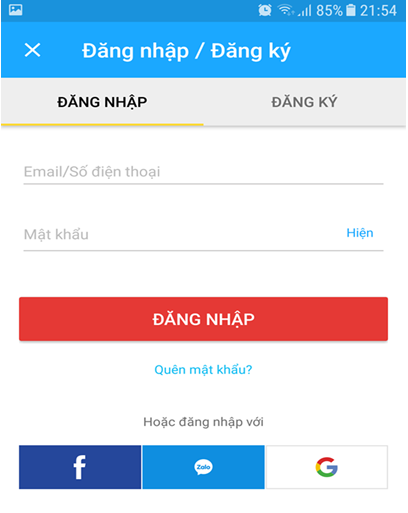 85% 21:54
Đăng nhập / Đăng ký
ĐĂNG NHẬP ĐĂNG KÝ
Email/Số điện thoại
Mật khẩu Hiện
ĐĂNG NHẬP
Quên mật khẩu?
Hoặc đăng nhập với
f Zalo G